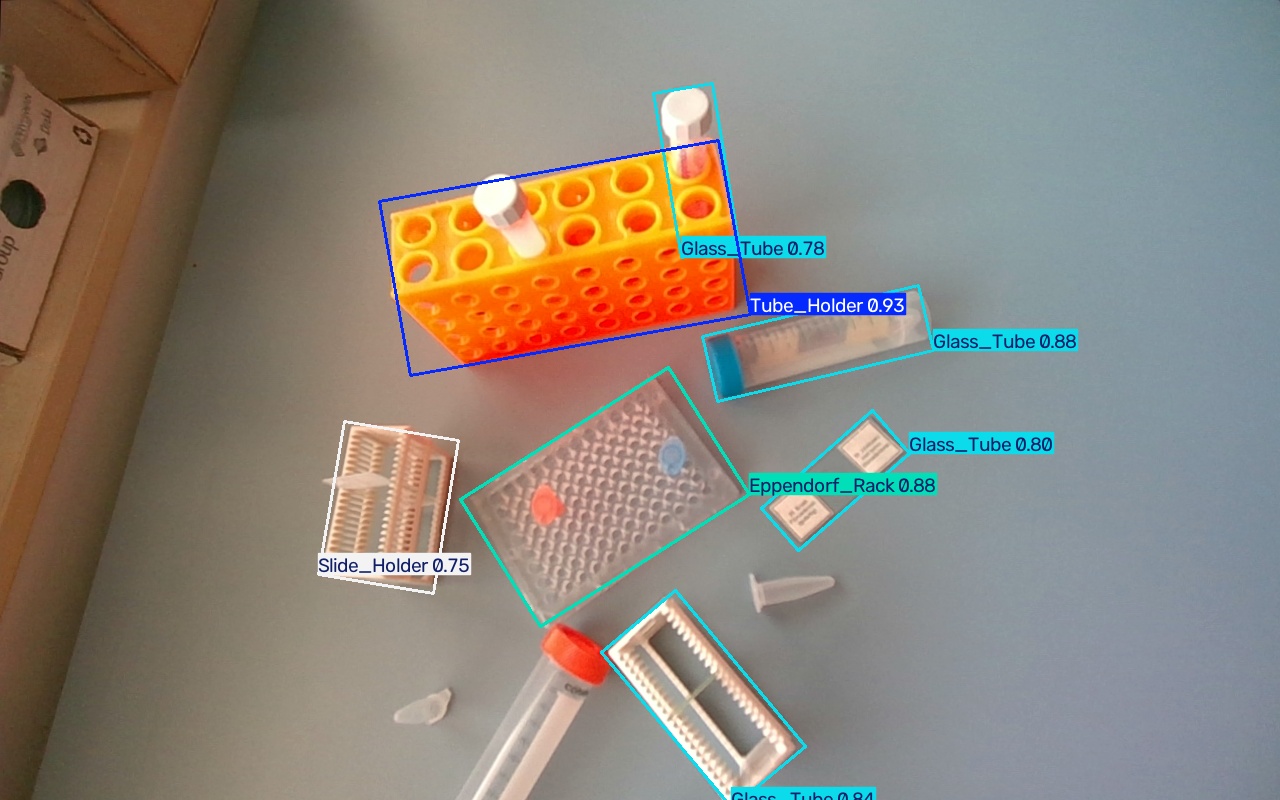 Glass_Tube 0.78
Tube_Holder 0.93
Glass_Tube 0.88
Glass_Tube 0.80
Eppendorf_Rack 0.88
Slide_Holder 0.75
Glass_Tube 0.84